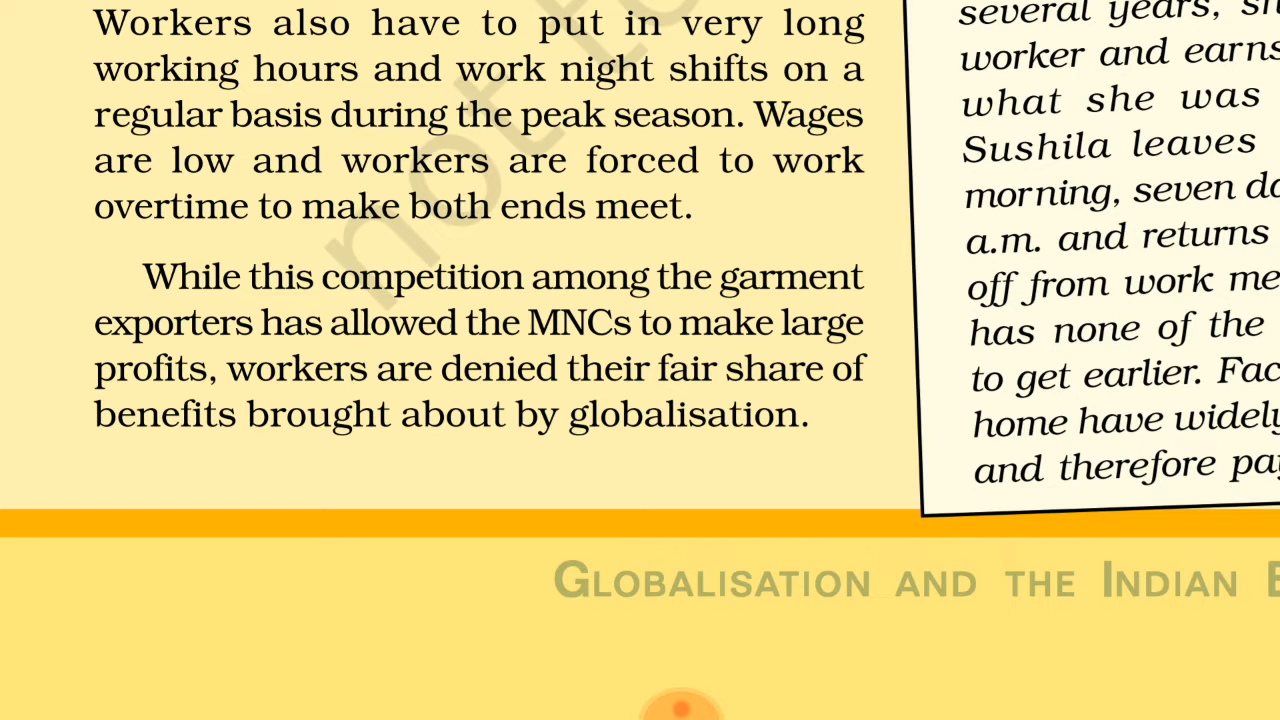 Workers also have to put in very long
working hours and work night shifts on a
regular basis during the peak season. Wages
are low and workers are forced to work
overtime to make both ends meet.
While this competition among the garment
exporters has allowed the MNCs to make large
profits, workers are denied their fair share of
benefits brought about by globalisation.
several years,
worker and earns
what she was
Sushila leaves
morning, seven
a.m. and returns
off from work
has none of the
to get earlier.
home have widely
and therefore
GLOBALISATION AND THE INDIAN
not to